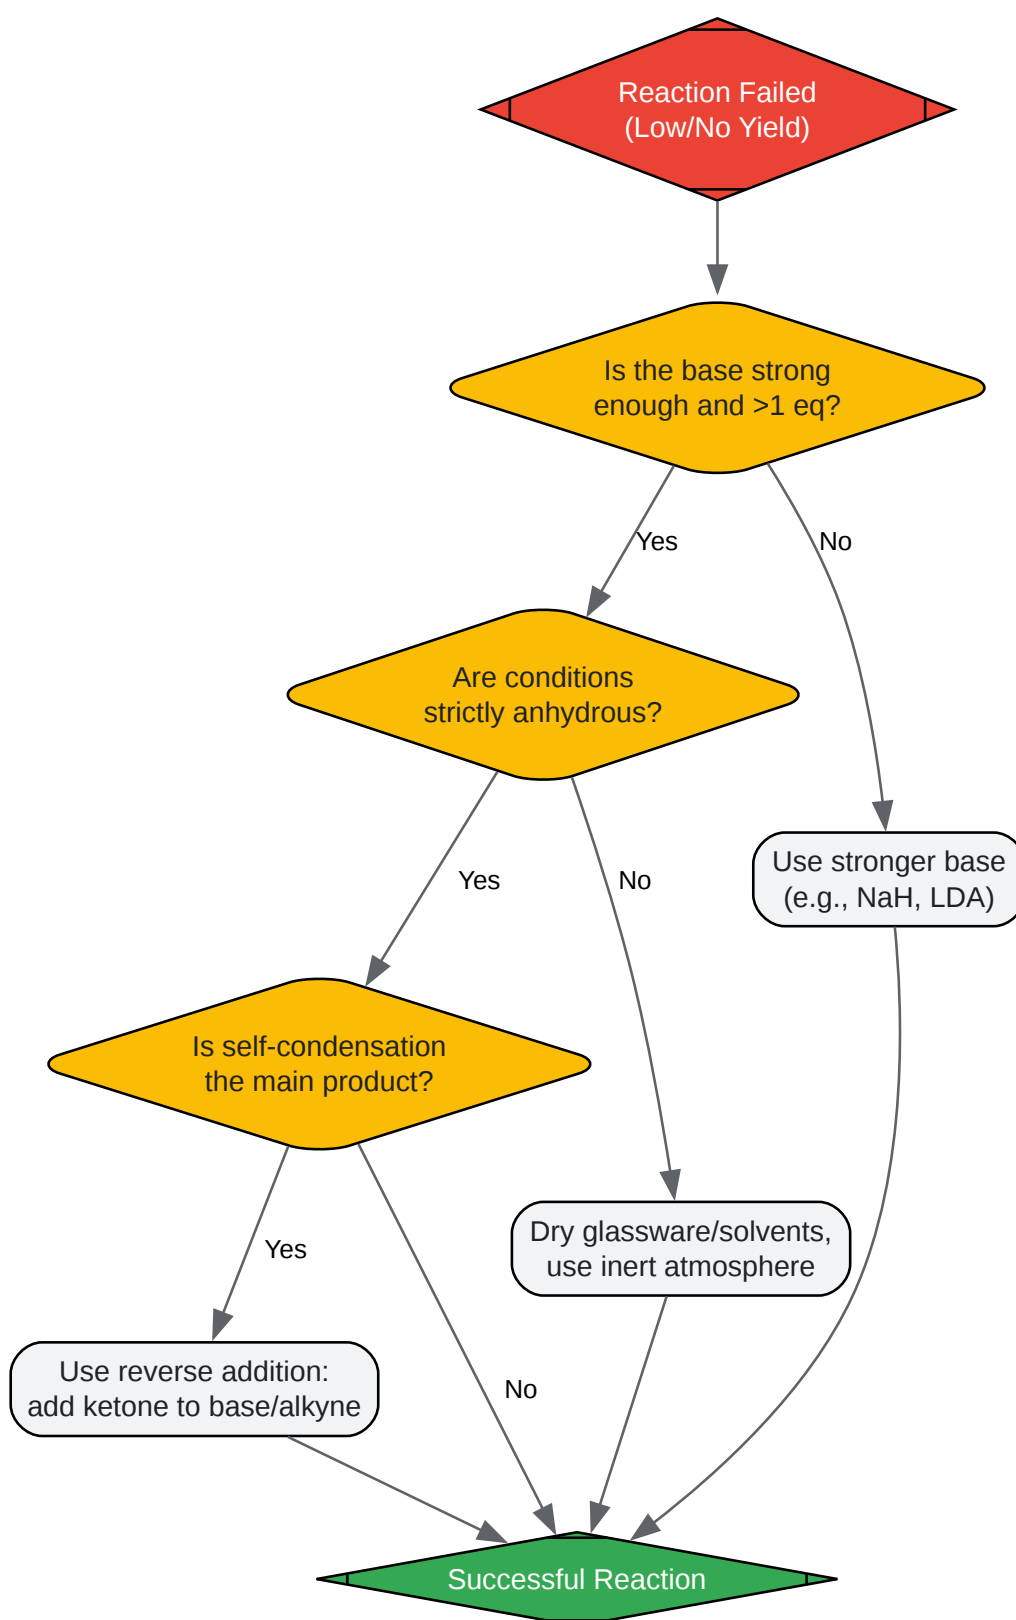 Reaction Failed
(Low/No Yield)
Is the base strong
enough and >1 eq?
Yes
No
Are conditions
strictly anhydrous?
Yes
No
Use stronger base
(e.g., NaH, LDA)
Is self-condensation
the main product?
Yes
No
Dry glassware/solvents,
use inert atmosphere
Use reverse addition:
add ketone to base/alkyne
Successful Reaction